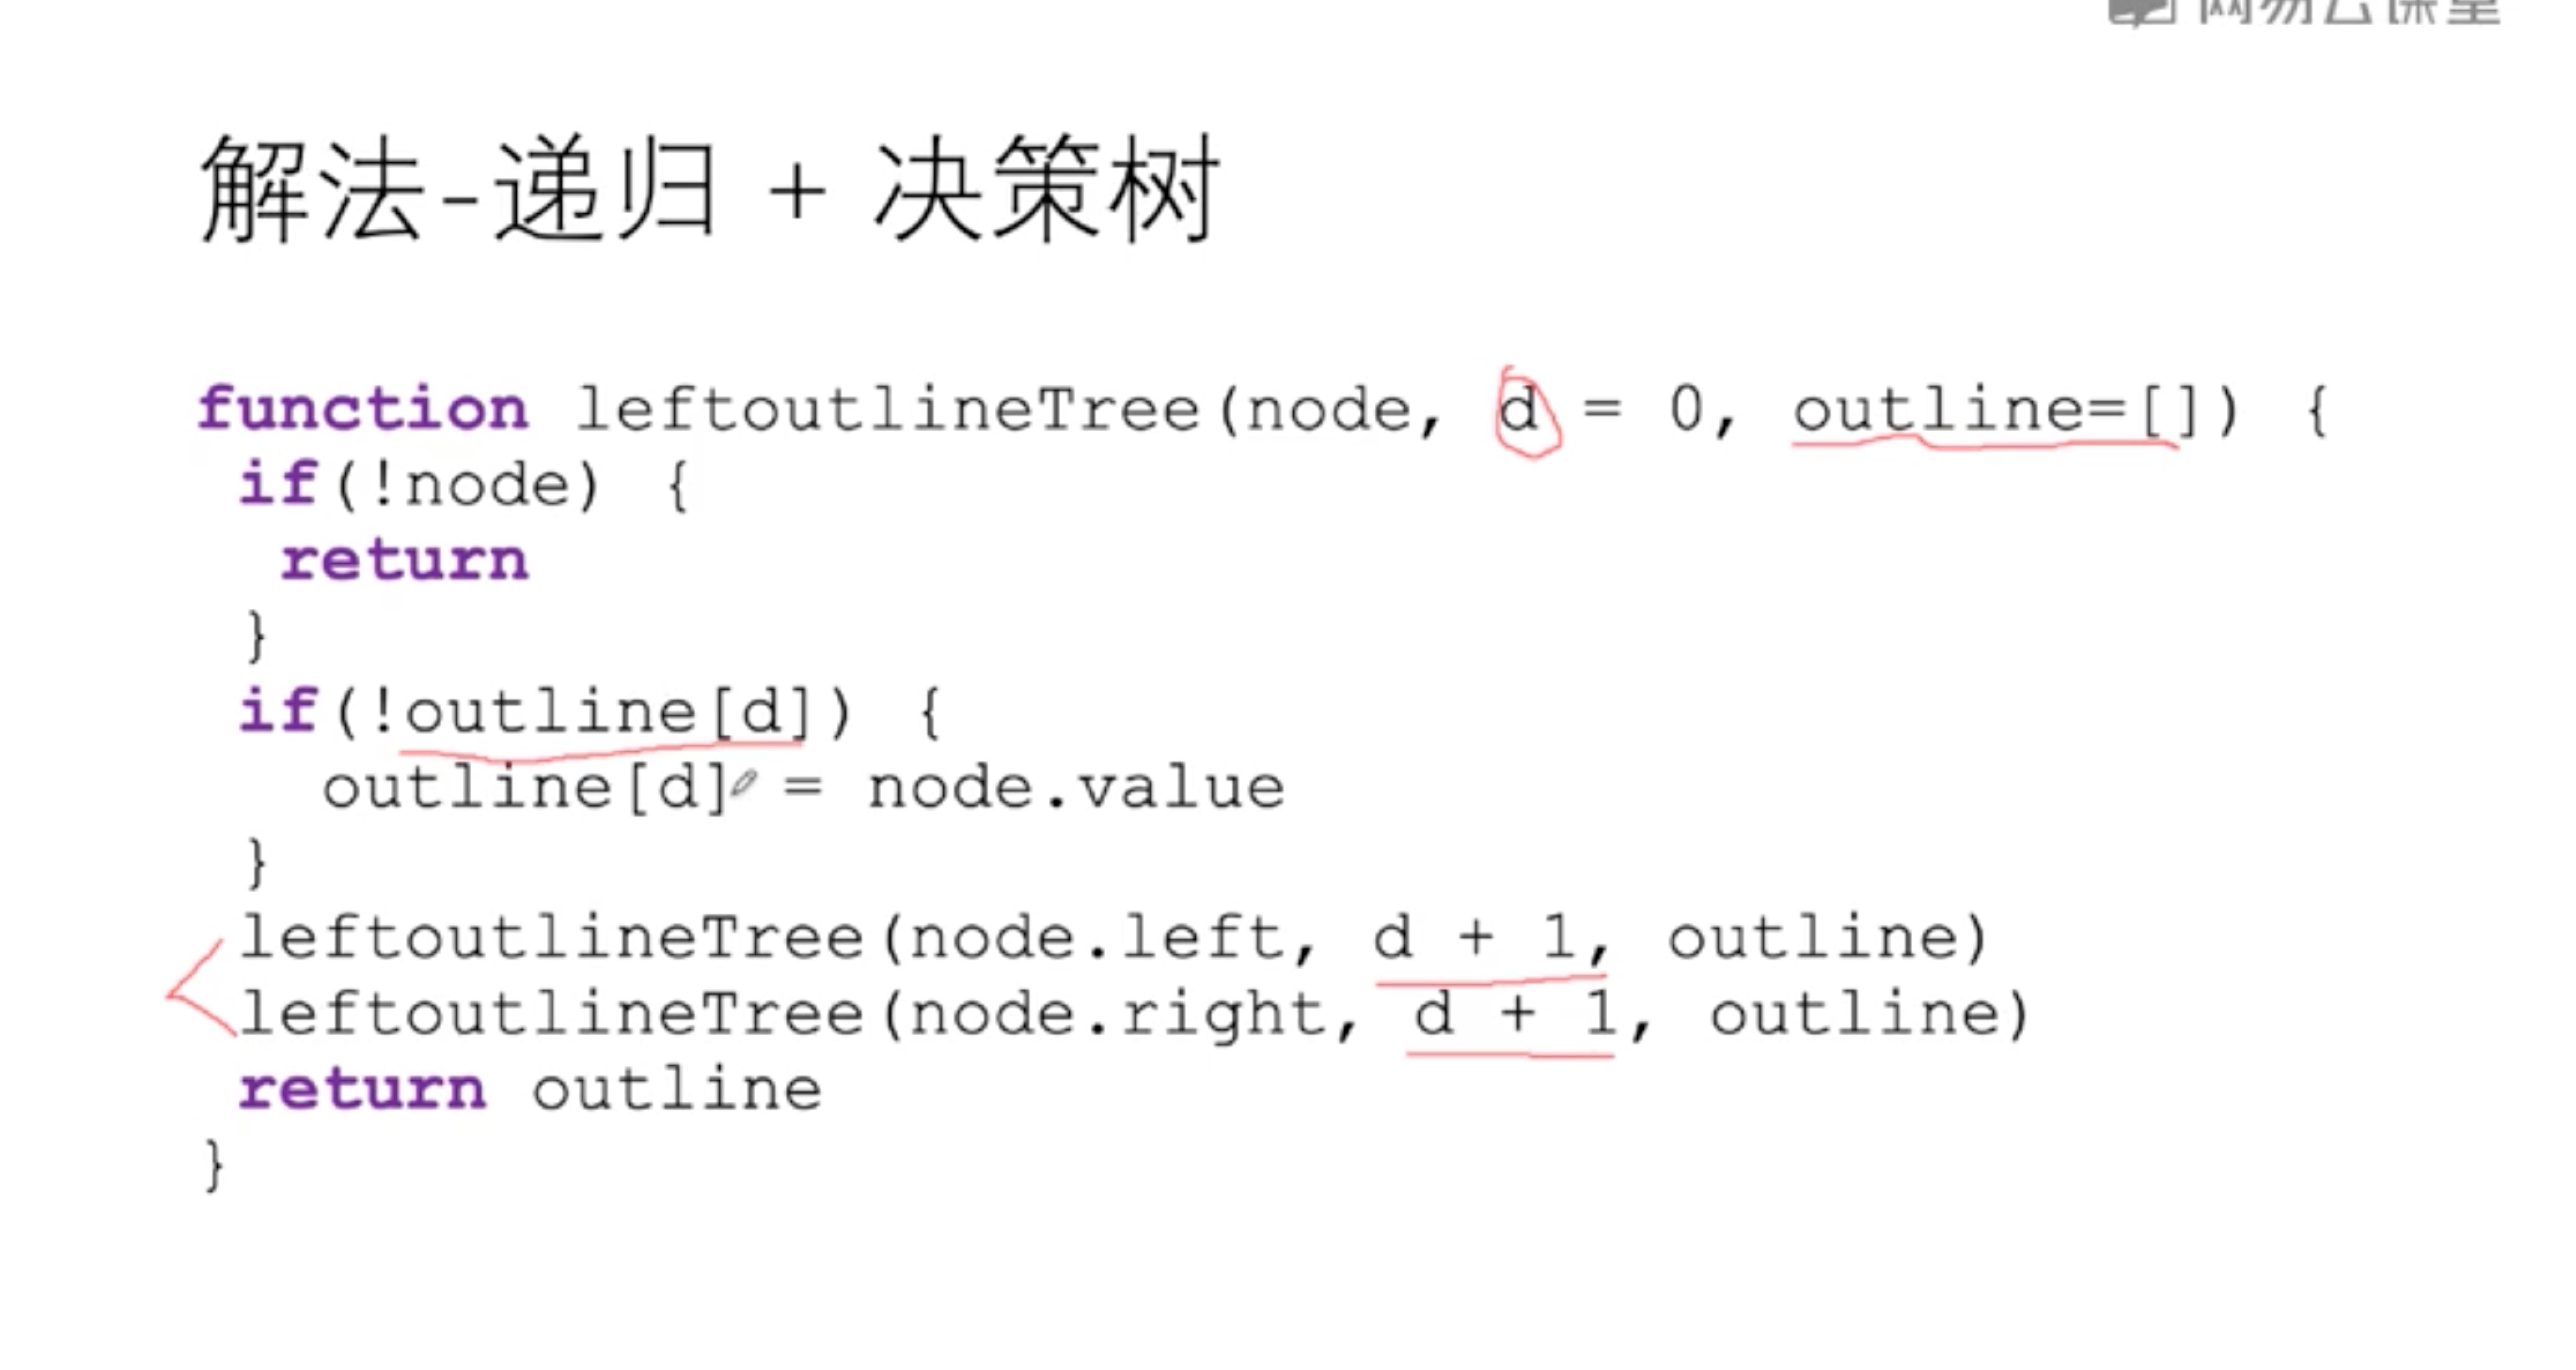 网易云课堂
解法-递归 + 决策树
function leftoutlineTree(node, d = 0, outline=[]) {
if(!node) {
return
}
if(!outline[d]) {
outline[d] = node.value
}
leftoutlineTree(node.left, d + 1, outline)
leftoutlineTree(node.right, d + 1, outline)
return outline
}